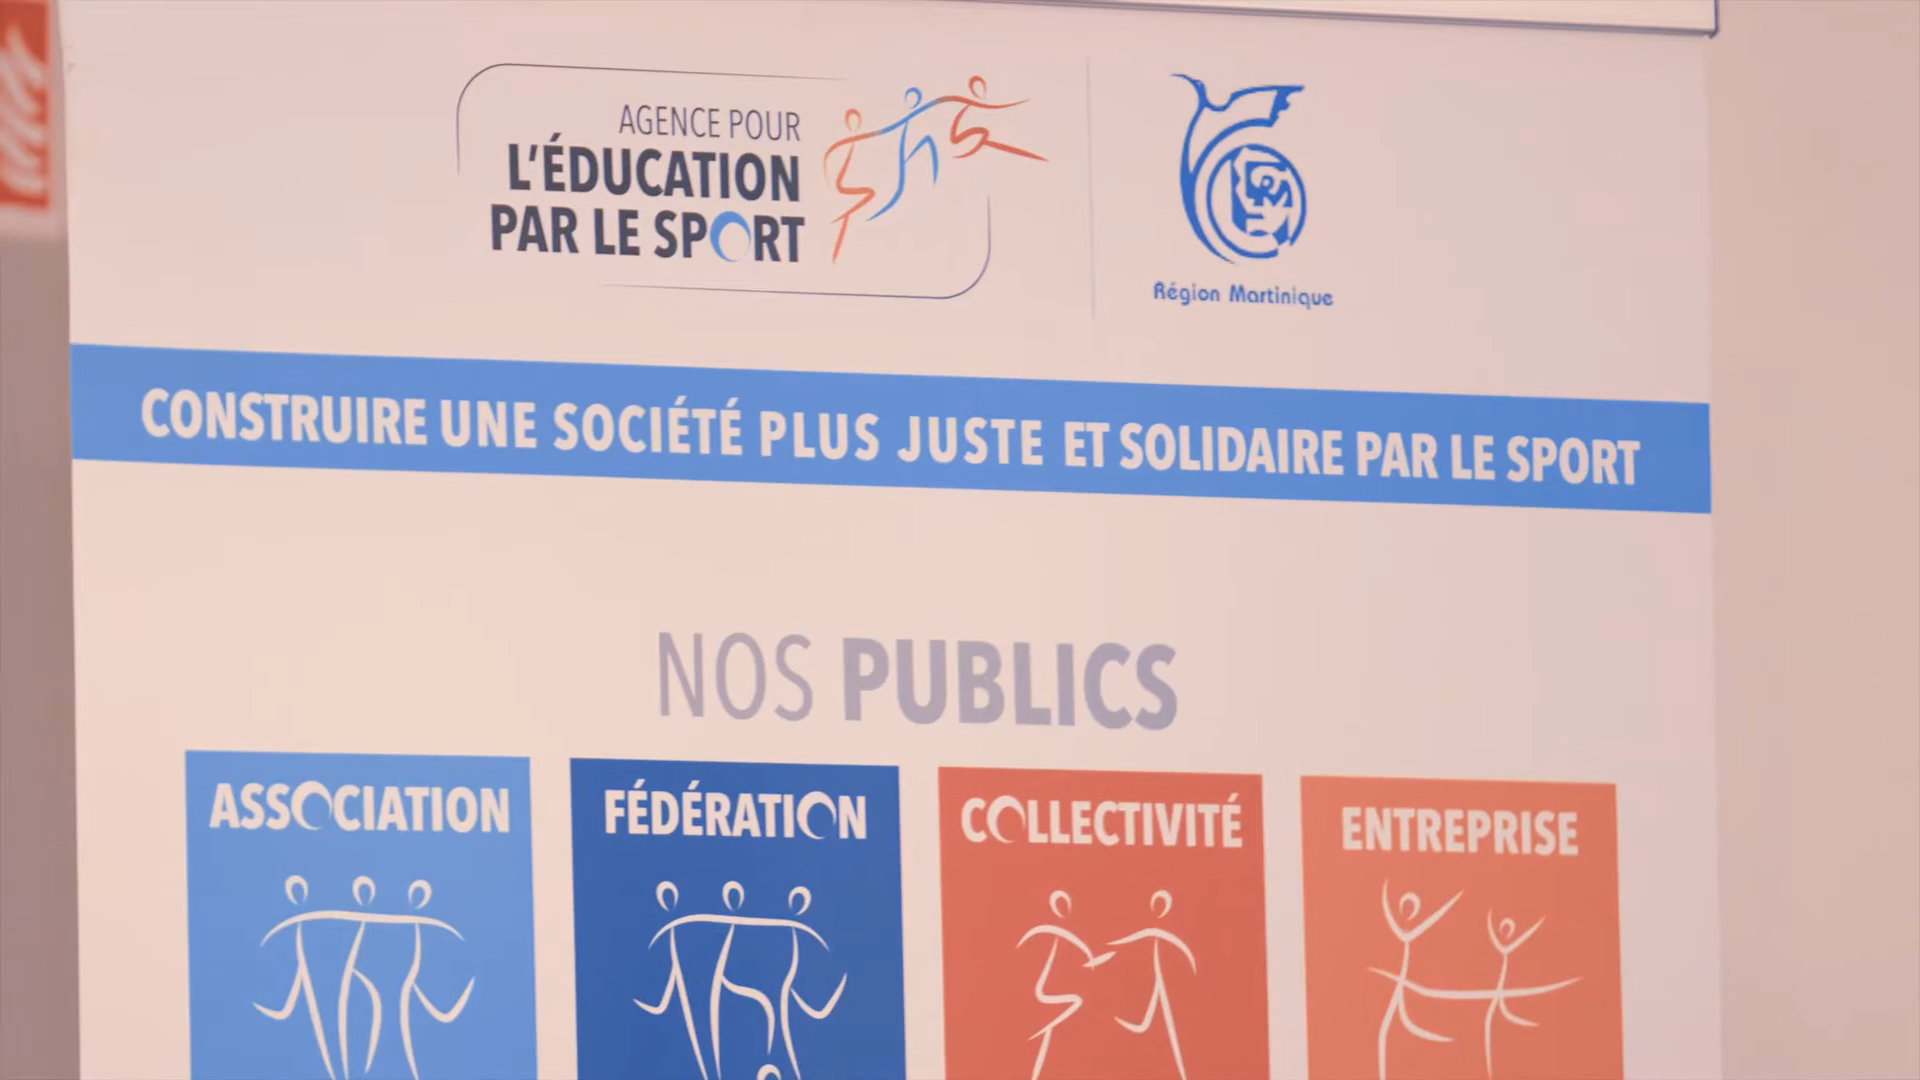 AGENCE POUR
L'ÉDUCATION
PAR LE SPORT
CRM
Région Martinique
CONSTRUIRE UNE SOCIÉTÉ PLUS JUSTE ET SOLIDAIRE PAR LE SPORT
NOS PUBLICS
ASSOCIATION
FÉDÉRATION
COLLECTIVITÉ
ENTREPRISE